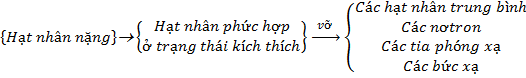 {Hạt nhân nặng}→{Hạt nhân phức hợp
ở trạng thái kích thích} vỡ⟶ {Các hạt nhân trung bình
Các nơtron
Các tia phóng xạ
Các bức xạ